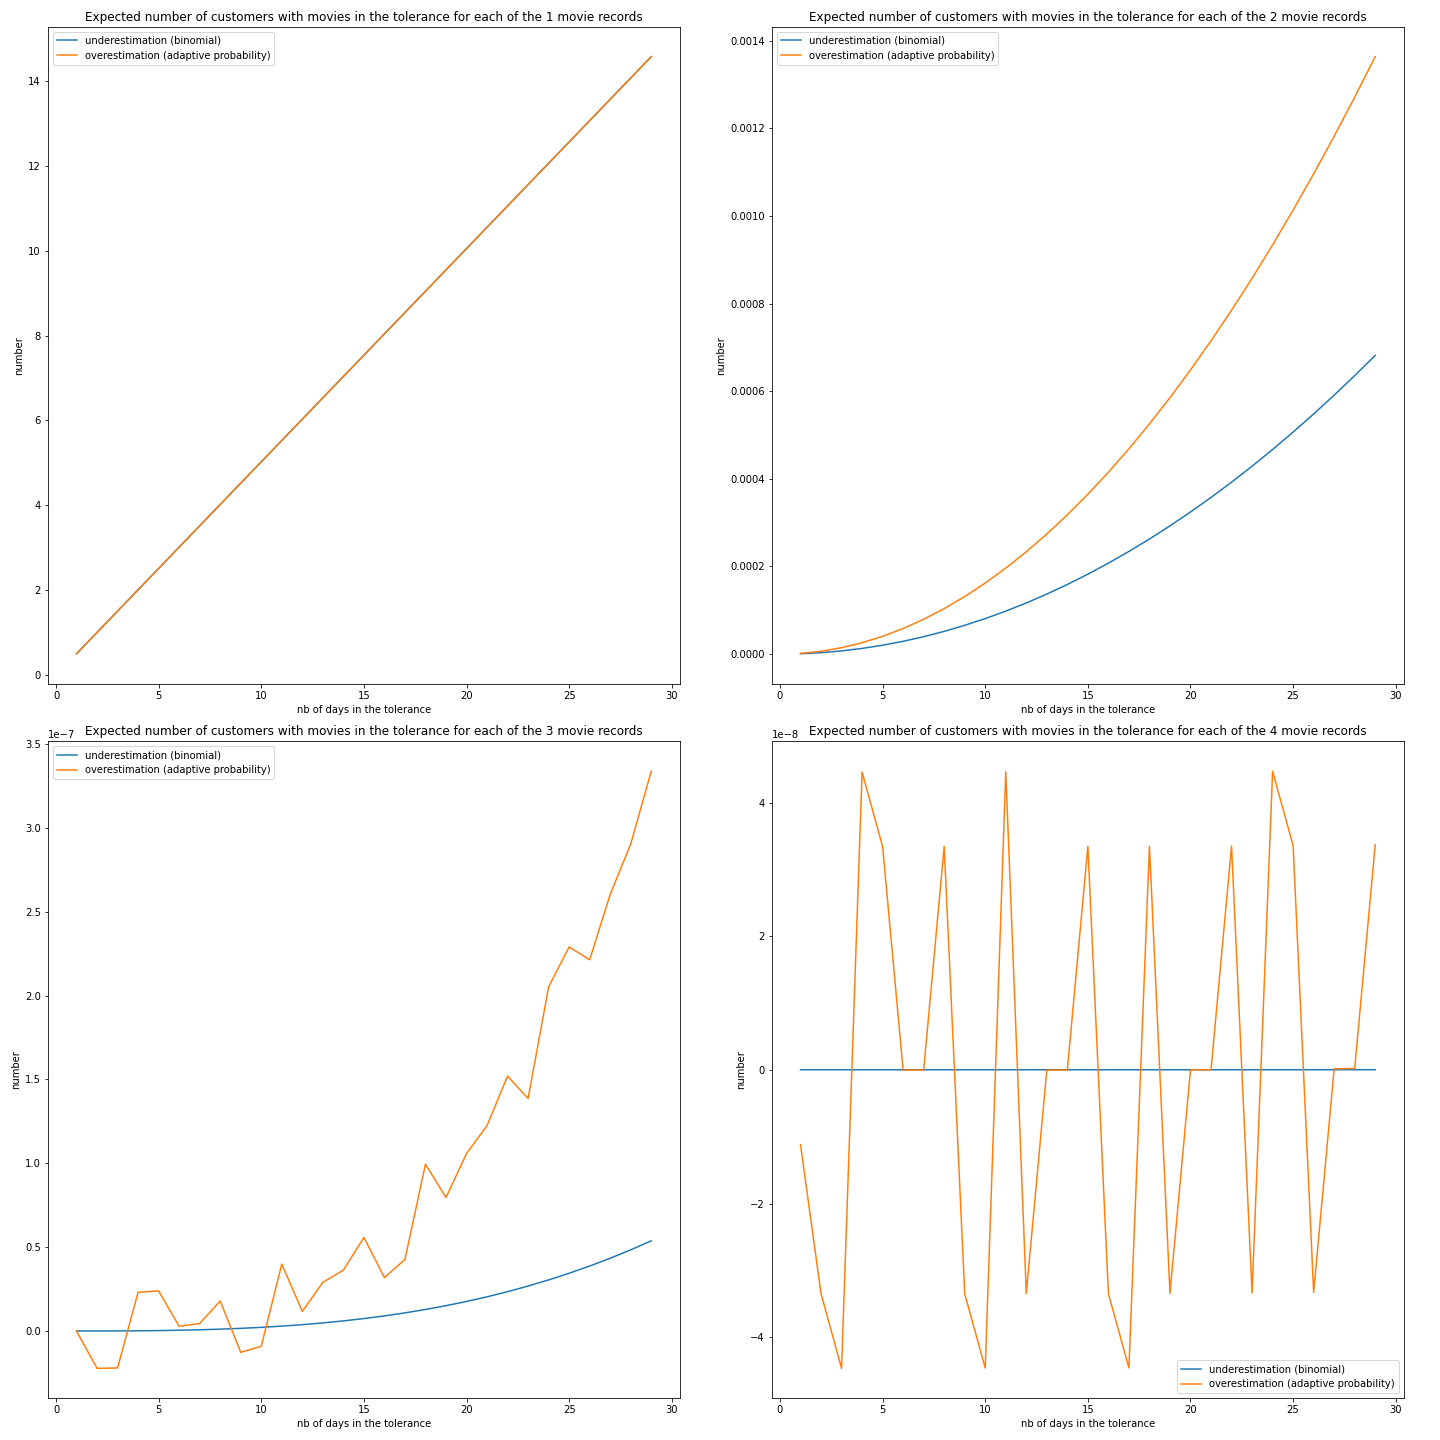 Expected number of customers with movies in the tolerance for each of the 1 movie records
underestimation (binomial)
overestimation (adaptive probability)
14
12
10
8
6
4
2
0
number
0 5 10 15 20 25 30
nb of days in the tolerance
Expected number of customers with movies in the tolerance for each of the 2 movie records
underestimation (binomial)
overestimation (adaptive probability)
0.0014
0.0012
0.0010
0.0008
0.0006
0.0004
0.0002
0.0000
number
0 5 10 15 20 25 30
nb of days in the tolerance
Expected number of customers with movies in the tolerance for each of the 3 movie records
1e−7
underestimation (binomial)
overestimation (adaptive probability)
3.5
3.0
2.5
2.0
1.5
1.0
0.5
0.0
number
0 5 10 15 20 25 30
nb of days in the tolerance
Expected number of customers with movies in the tolerance for each of the 4 movie records
1e−8
4
2
0
−2
−4
number
underestimation (binomial)
overestimation (adaptive probability)
0 5 10 15 20 25 30
nb of days in the tolerance